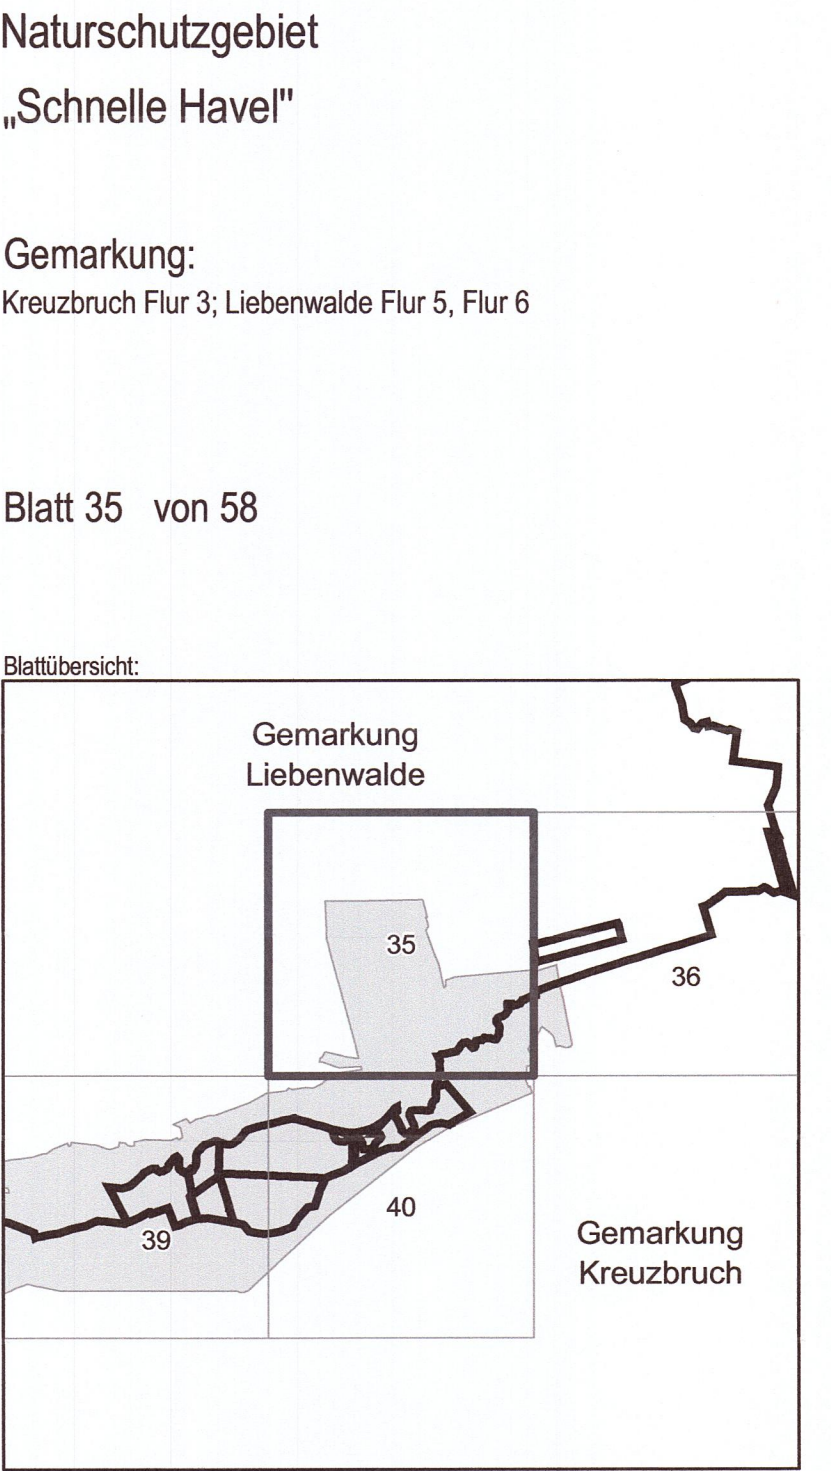 Naturschutzgebiet
„Schnelle Havel"
Gemarkung:
Kreuzbruch Flur 3; Liebenwalde Flur 5, Flur 6
Blatt 35 von 58
Blattübersicht:
Gemarkung
Liebenwalde
35
36
40
39
Gemarkung
Kreuzbruch